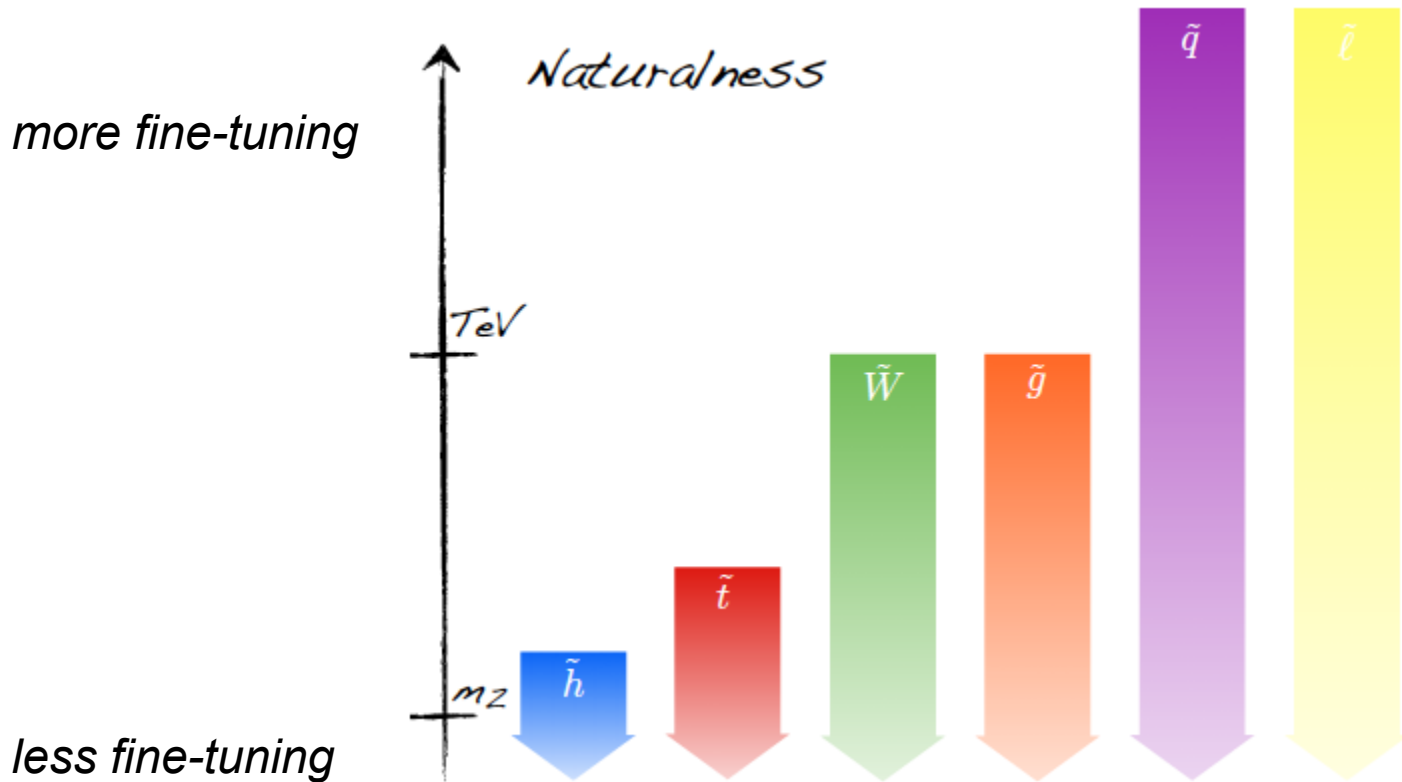 Naturalness
more fine-tuning
TeV
mz
less fine-tuning
h̃
t̃
W̃
g̃
q̃
ℓ̃